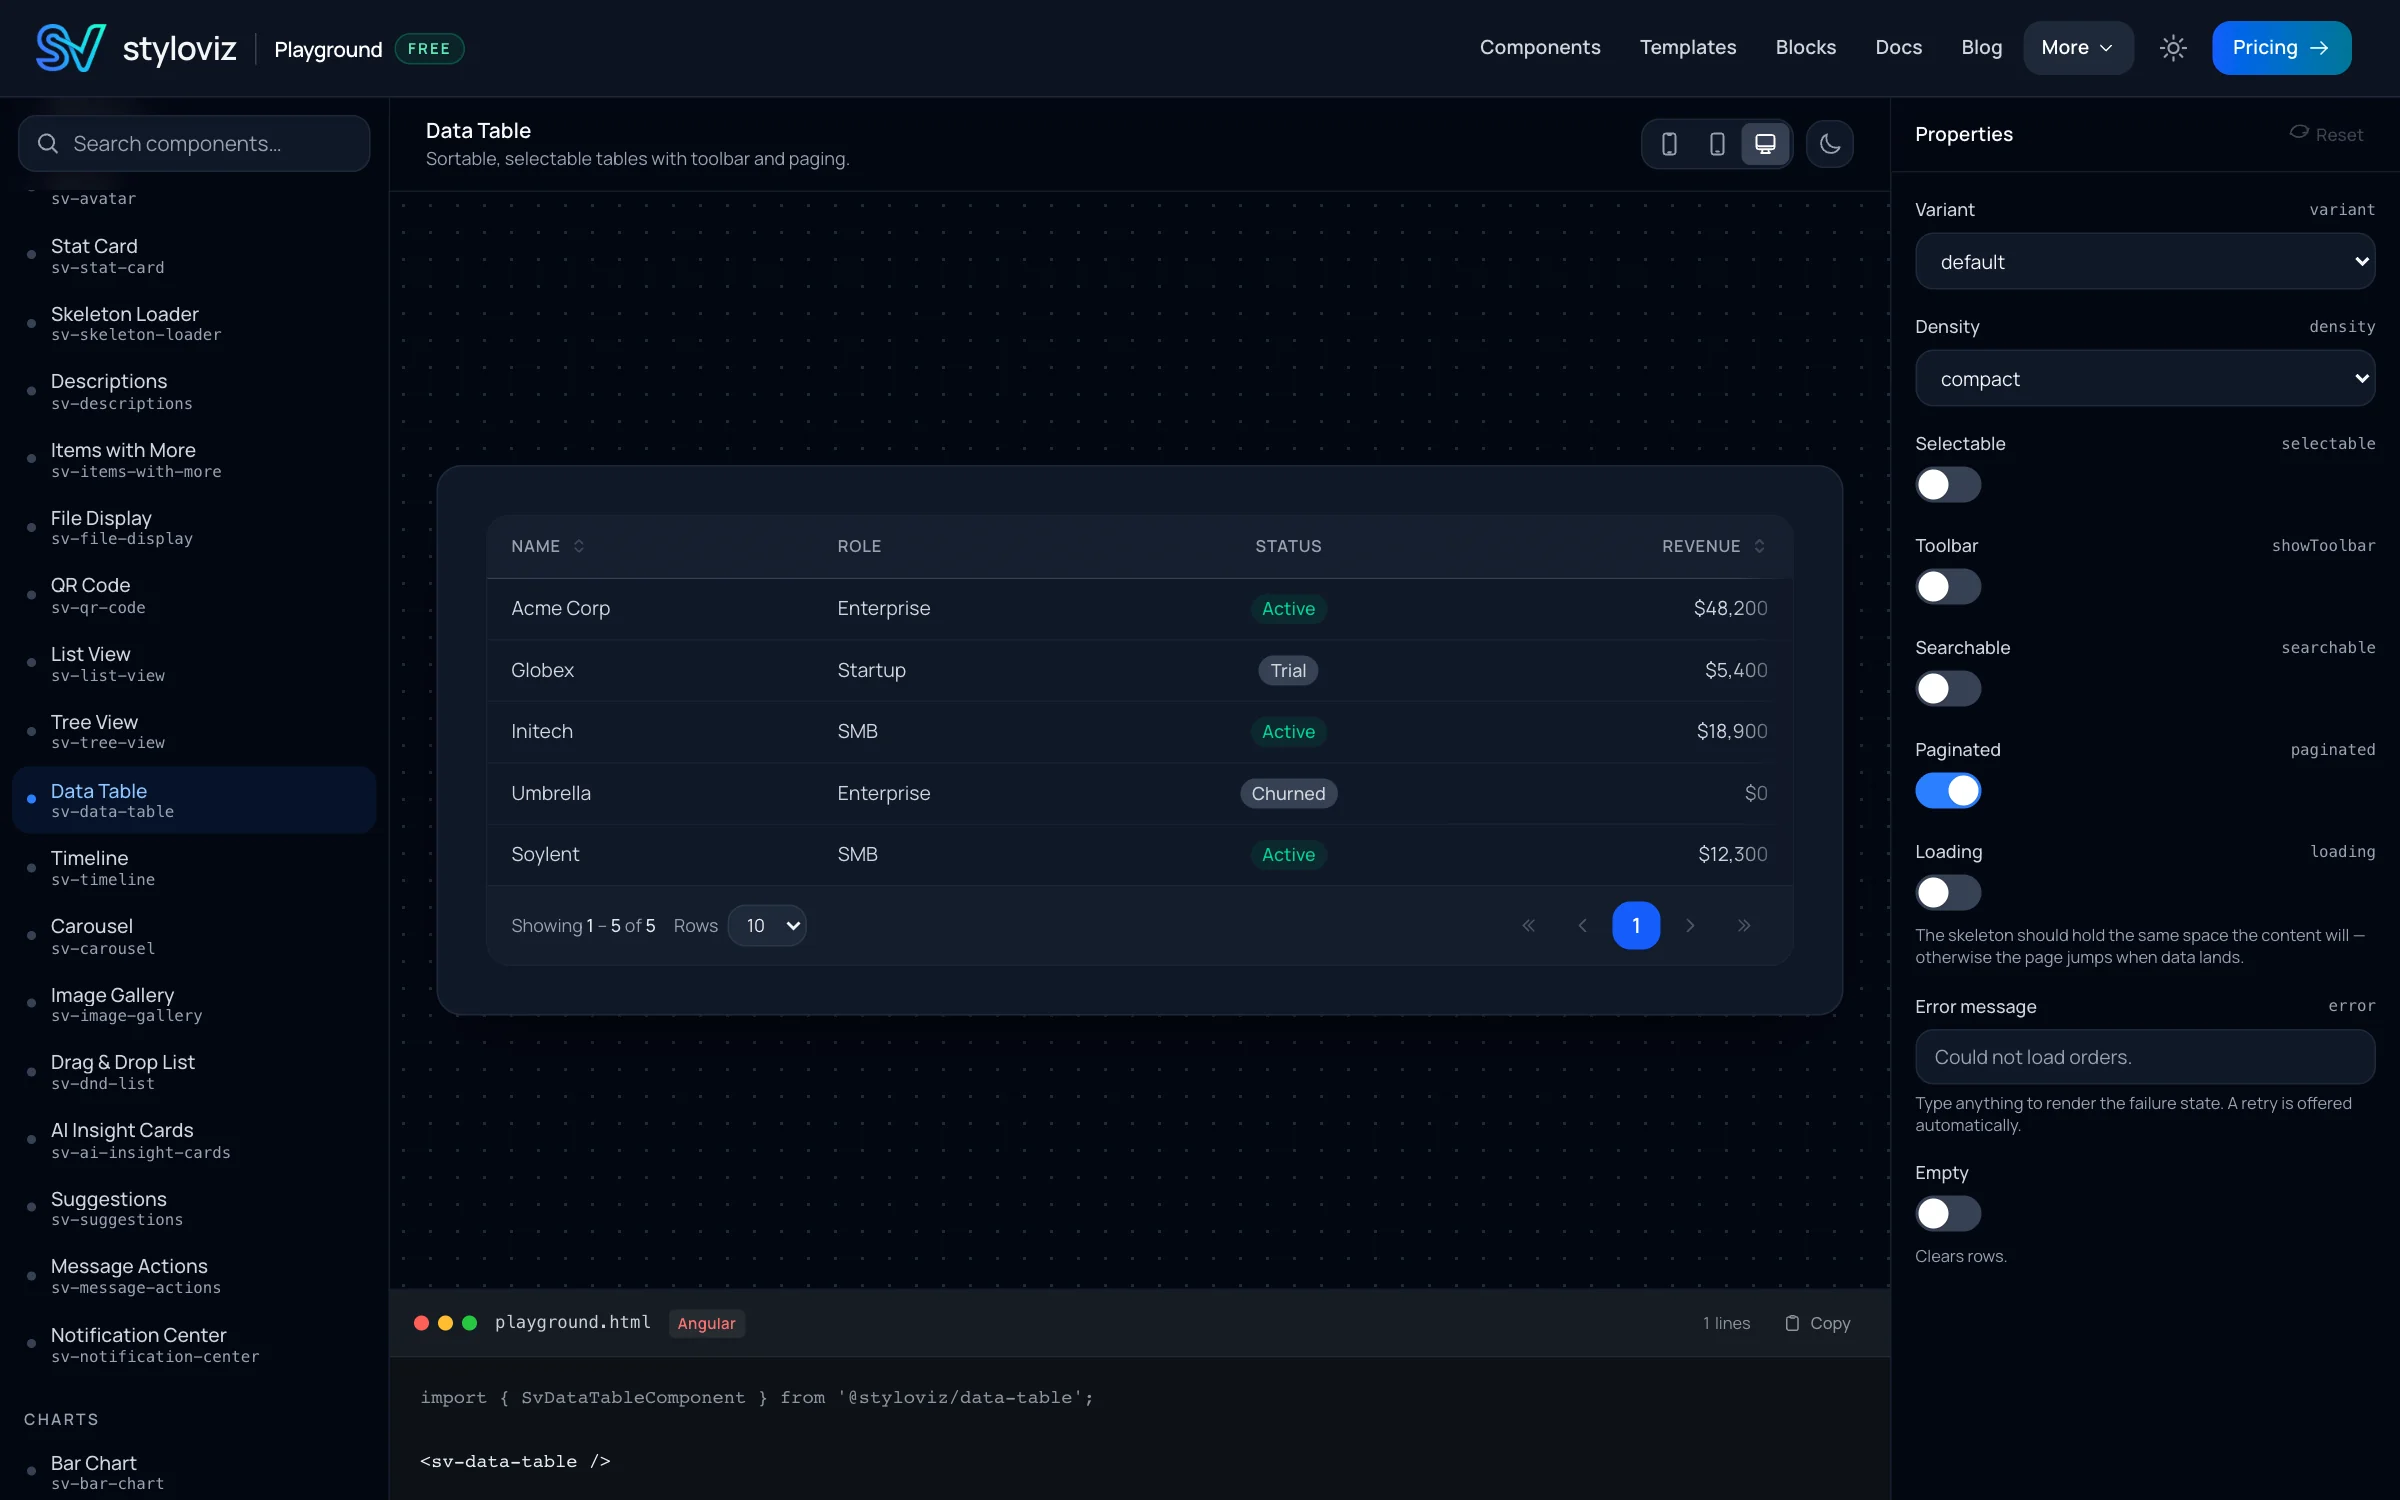 styloviz
Playground
FREE
Components
Templates
Blocks
Docs
Blog
More
Pricing
Search components...
sv-avatar
Stat Card
sv-stat-card
Skeleton Loader
sv-skeleton-loader
Descriptions
sv-descriptions
Items with More
sv-items-with-more
File Display
sv-file-display
QR Code
sv-qr-code
List View
sv-list-view
Tree View
sv-tree-view
Data Table
sv-data-table
Timeline
sv-timeline
Carousel
sv-carousel
Image Gallery
sv-image-gallery
Drag & Drop List
sv-dnd-list
AI Insight Cards
sv-ai-insight-cards
Suggestions
sv-suggestions
Message Actions
sv-message-actions
Notification Center
sv-notification-center
CHARTS
Bar Chart
sv-bar-chart
Data Table
Sortable, selectable tables with toolbar and paging.
NAME ROLE STATUS REVENUE
Acme Corp Enterprise Active $48,200
Globex Startup Trial $5,400
Initech SMB Active $18,900
Umbrella Enterprise Churned $0
Soylent SMB Active $12,300
Showing 1 – 5 of 5 Rows 10 « ‹ 1 › »
playground.html Angular 1 lines Copy
import { SvDataTableComponent } from '@styloviz/data-table';
<sv-data-table />
Properties Reset
Variant variant
default
Density density
compact
Selectable selectable
Toolbar showToolbar
Searchable searchable
Paginated paginated
Loading loading
The skeleton should hold the same space the content will —
otherwise the page jumps when data lands.
Error message error
Could not load orders.
Type anything to render the failure state. A retry is offered
automatically.
Empty
Clears rows.